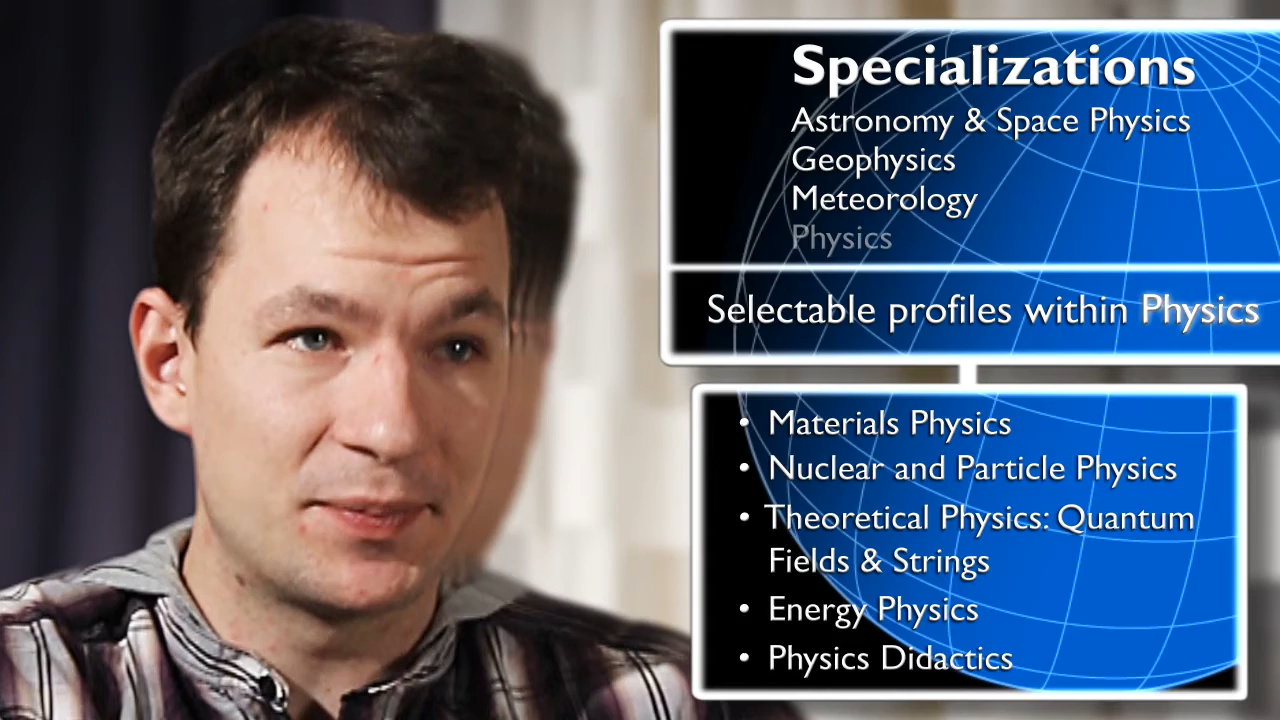 Specializations
Astronomy & Space Physics
Geophysics
Meteorology
Physics
Selectable profiles within Physics
• Materials Physics
• Nuclear and Particle Physics
• Theoretical Physics: Quantum
Fields & Strings
• Energy Physics
• Physics Didactics